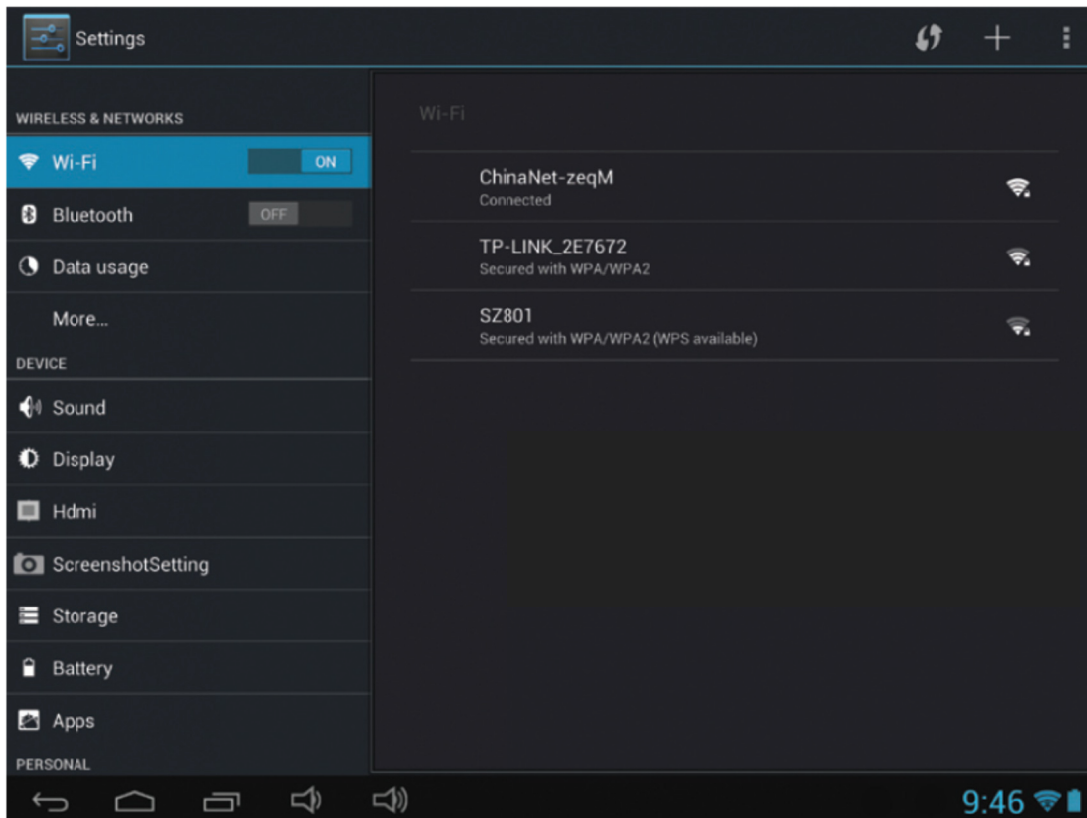 Settings
WIRELESS & NETWORKS
Wi-Fi
ON
Bluetooth
OFF
Data usage
More...
DEVICE
Sound
Display
Hdmi
ScreenshotSetting
Storage
Battery
Apps
PERSONAL
Wi-Fi
ChinaNet-zeqM
Connected
TP-LINK_2E7672
Secured with WPA/WPA2
SZ801
Secured with WPA/WPA2 (WPS available)
9:46